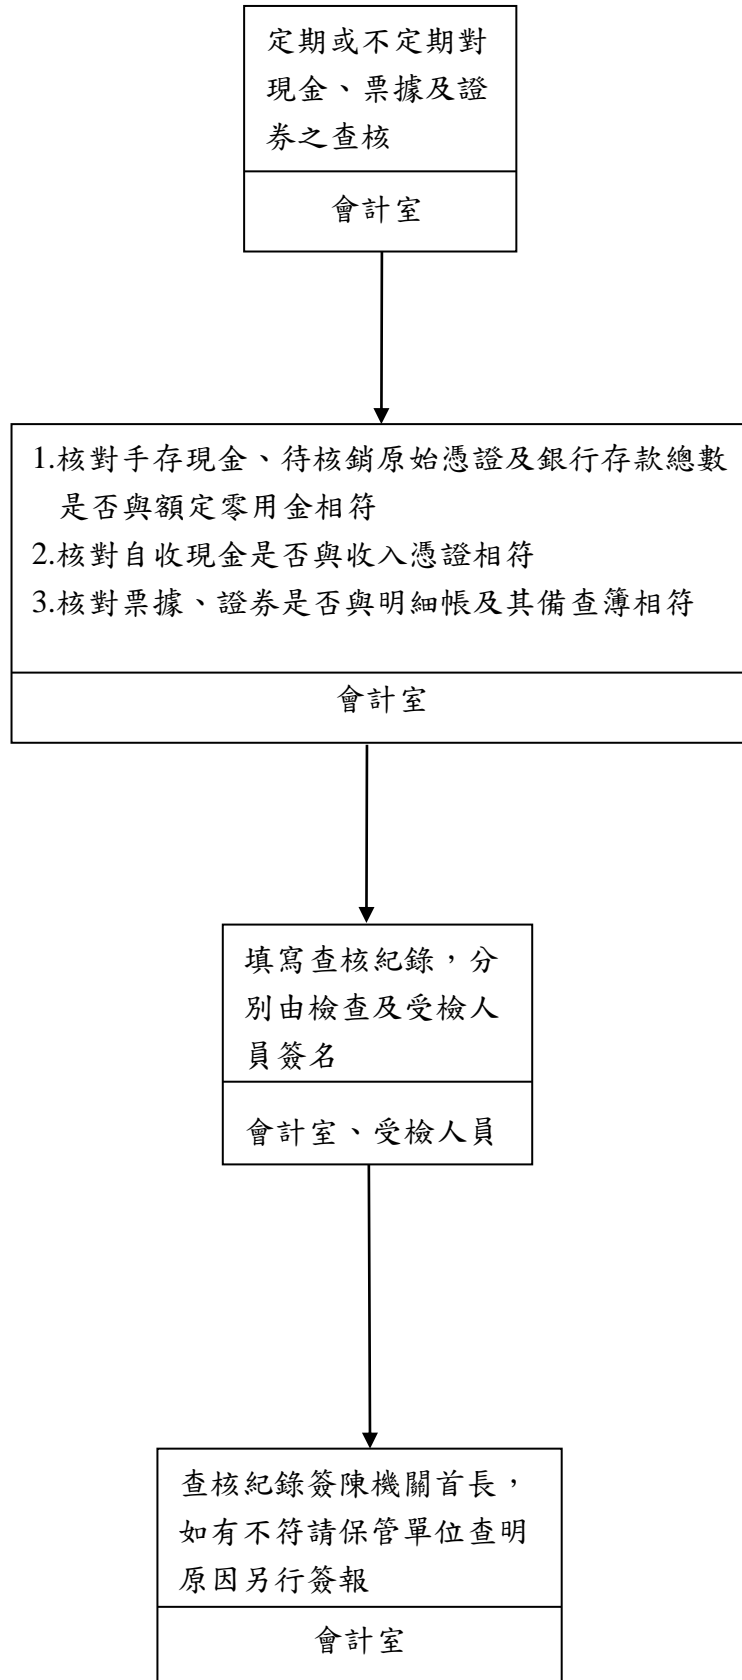 定期或不定期對
現金、票據及證
券之查核
會計室
1.核對手存現金、待核銷原始憑證及銀行存款總數
是否與額定零用金相符
2.核對自收現金是否與收入憑證相符
3.核對票據、證券是否與明細帳及其備查簿相符
會計室
填寫查核紀錄，分
別由檢查及受檢人
員簽名
會計室、受檢人員
查核紀錄簽陳機關首長，
如有不符請保管單位查明
原因另行簽報
會計室